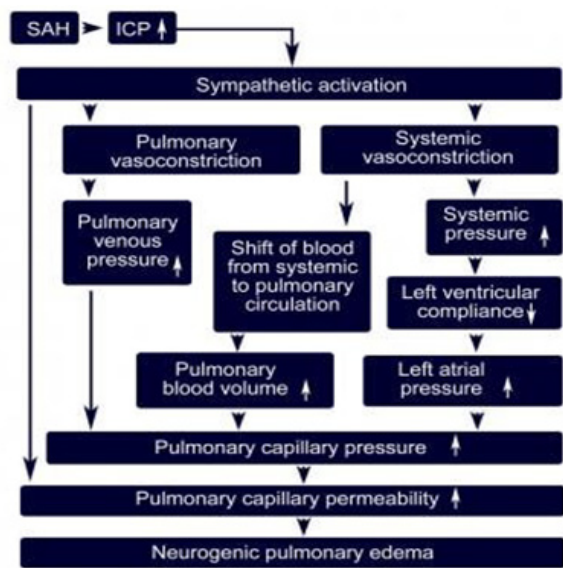 SAH
ICP
Sympathetic activation
Pulmonary
vasoconstriction
Systemic
vasoconstriction
Pulmonary
venous
pressure
Shift of blood
from systemic
to pulmonary
circulation
Systemic
pressure
Left ventricular
compliance
Pulmonary
blood volume
Left atrial
pressure
Pulmonary capillary pressure
Pulmonary capillary permeability
Neurogenic pulmonary edema